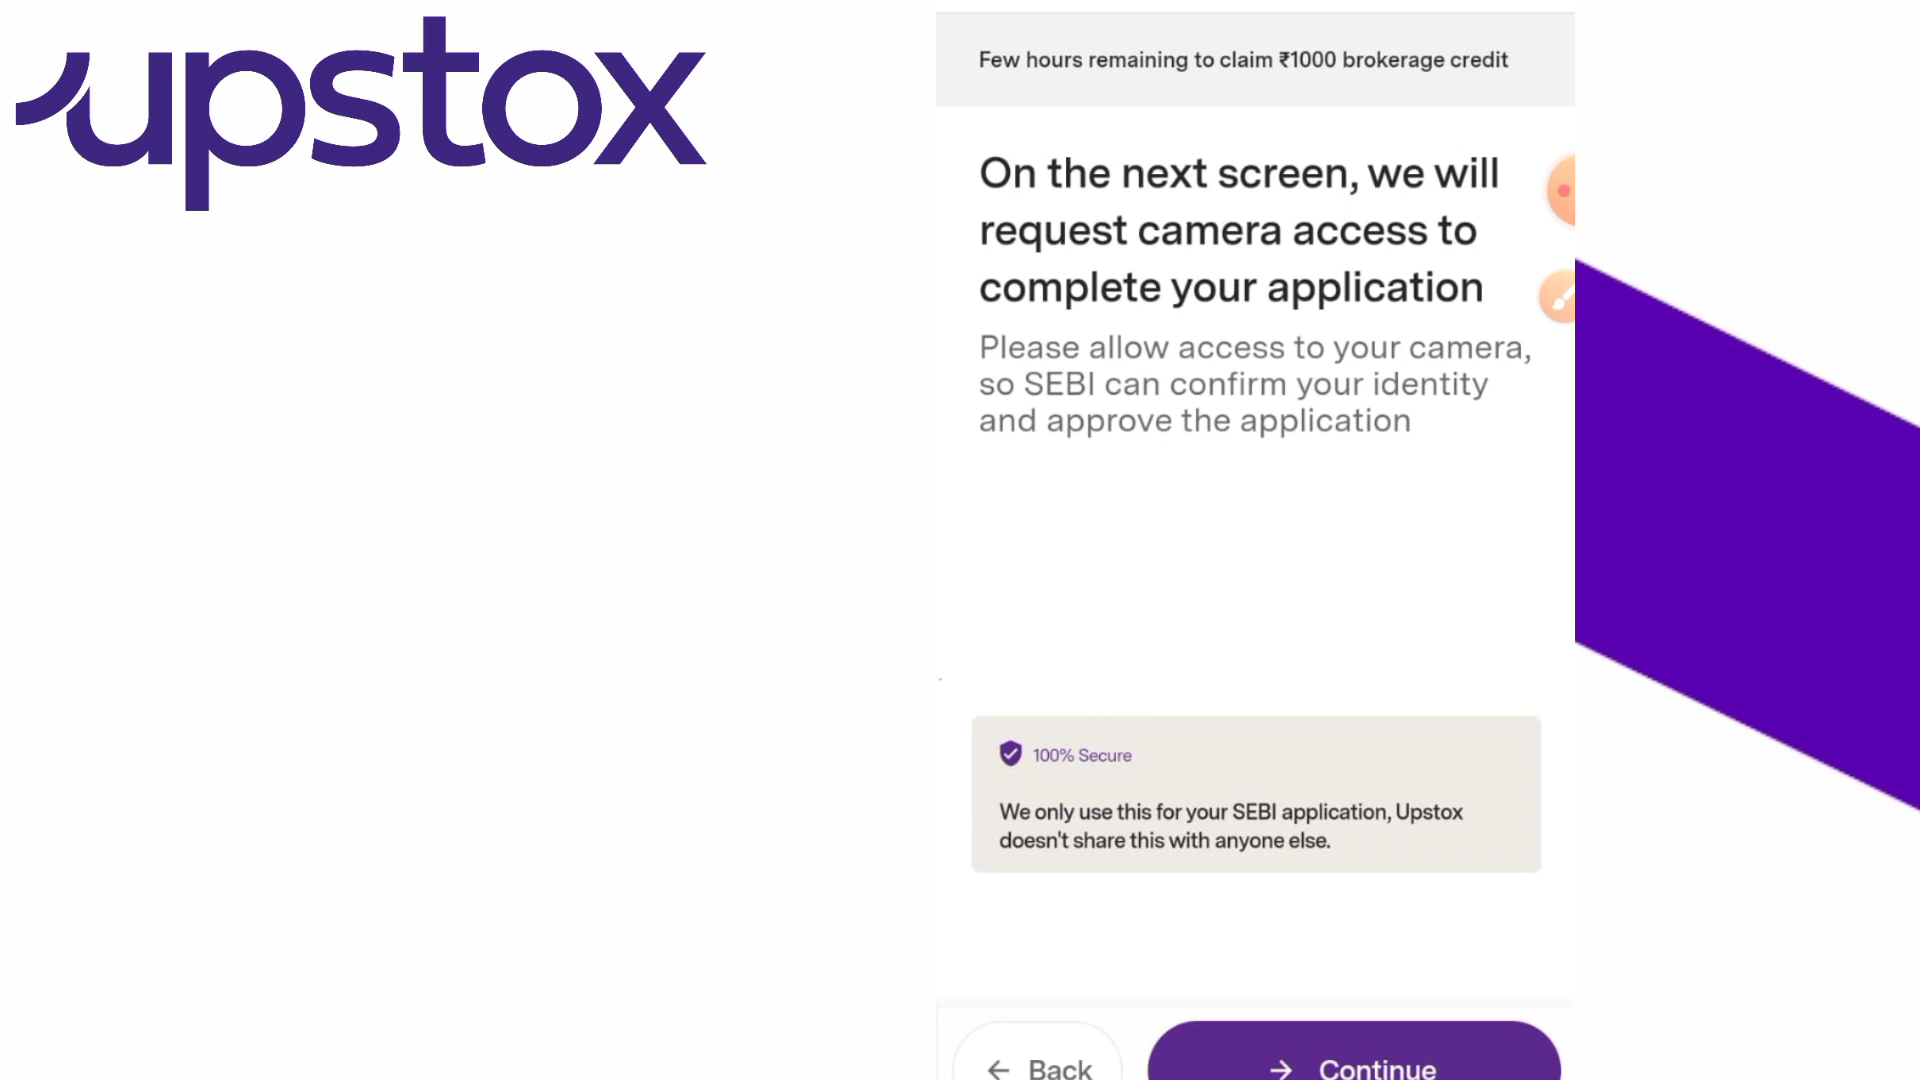 upstox
Few hours remaining to claim ₹1000 brokerage credit
On the next screen, we will
request camera access to
complete your application
Please allow access to your camera,
so SEBI can confirm your identity
and approve the application
100% Secure
We only use this for your SEBI application, Upstox
doesn't share this with anyone else.
← Back
→ Continue